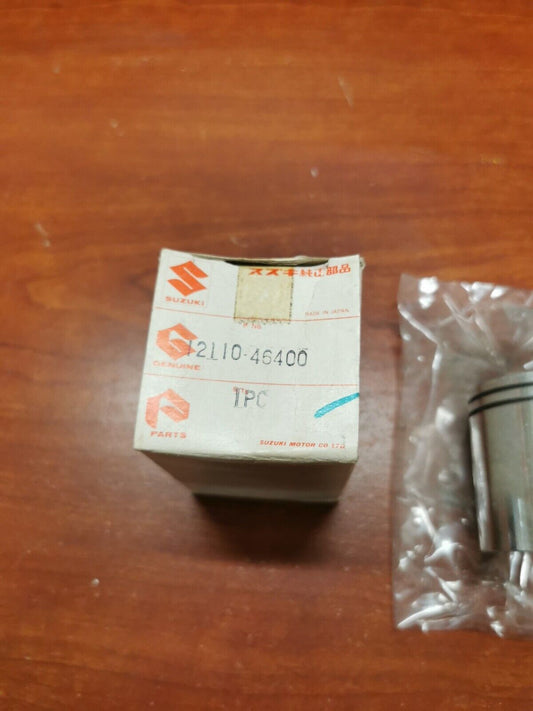 スズキ純正部品
SUZUKI
MADE IN JAPAN
12110-46400
GENUINE
1PC
PARTS
SUZUKI MOTOR CO LTD